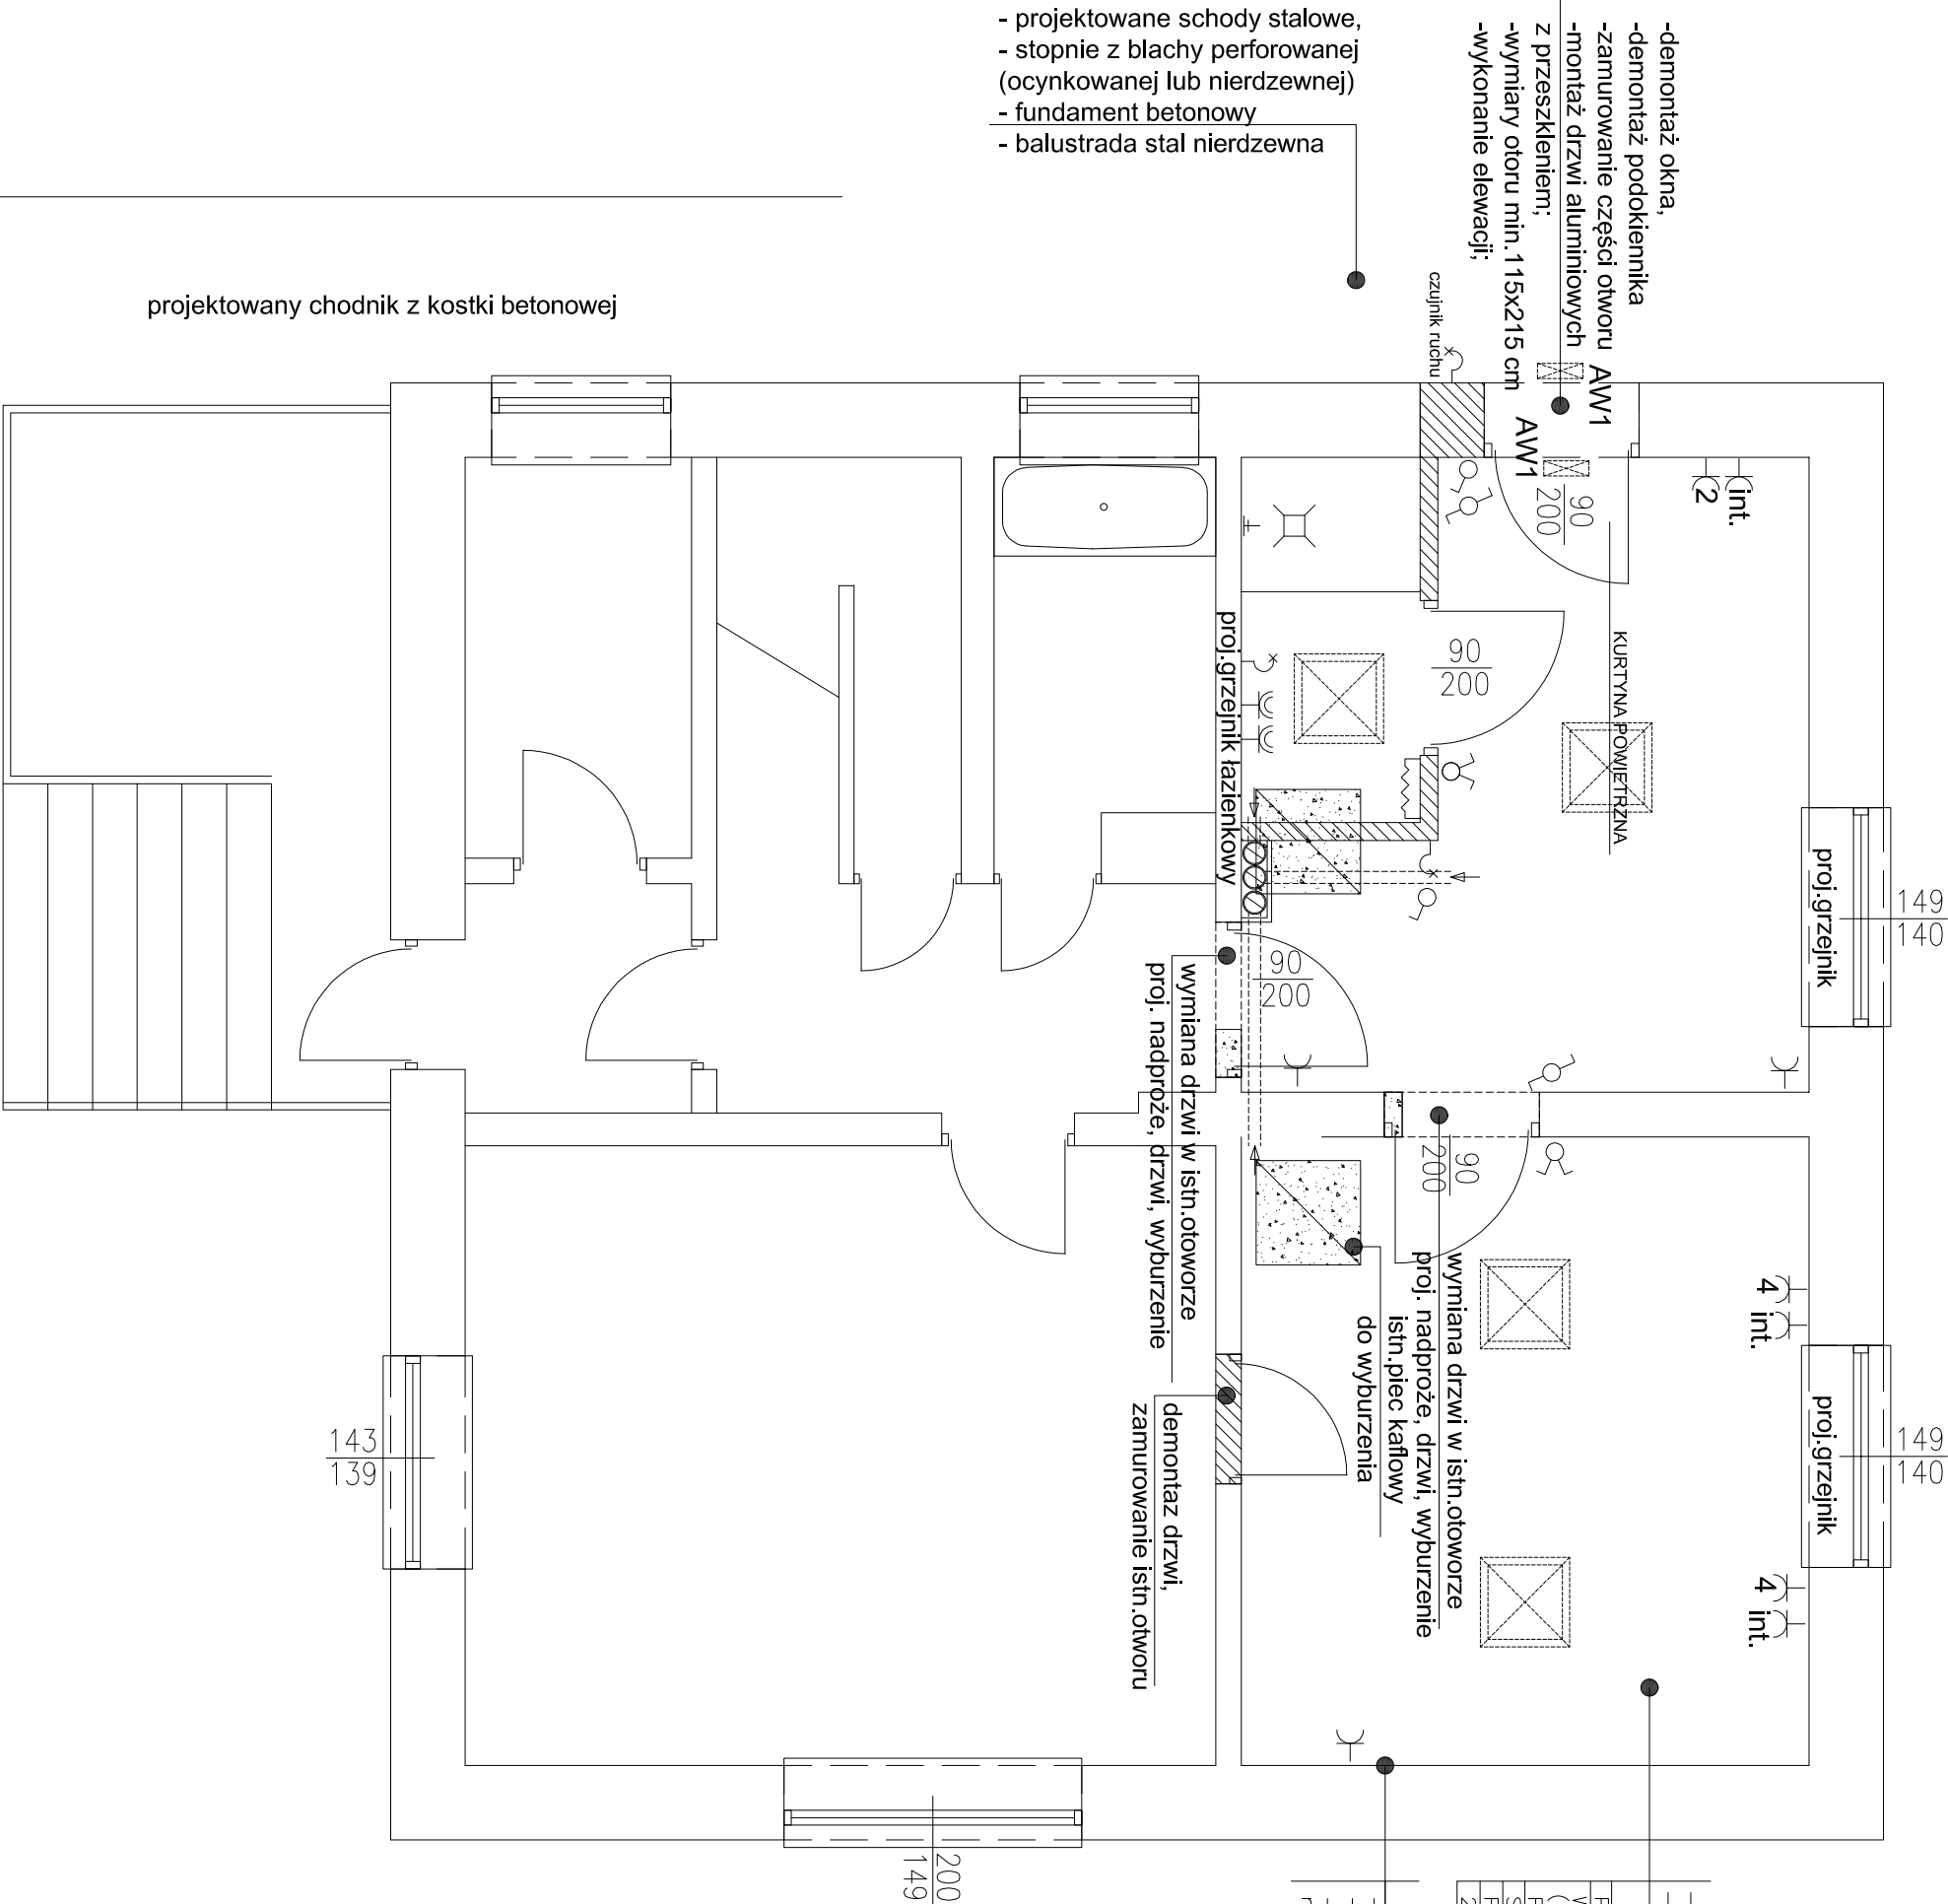 - projektowane schody stalowe,
- stopnie z blachy perforowanej
(ocynkowanej lub nierdzewnej)
- fundament betonowy
- balustrada stal nierdzewna
-demontaż okna,
-demontaż podokiennika
-zamurowanie części otworu
-montaż drzwi aluminiowych
z przeszkleniem;
-wymiary otoru min.115x215 cm
-wykonanie elewacji;
projektowany chodnik z kostki betonowej
czujnik ruchu
AW1
AW1
90
200
int.
2
KURTYNA POWIETRZNA
90
200
proj.grzejnik łazienkowy
proj.grzejnik
149
140
90
200
wymiana drzwi w istn.otoworze
proj. nadproże, drzwi, wyburzenie
90
200
wymiana drzwi w istn.otoworze
proj. nadproże, drzwi, wyburzenie
istn.piec kaflowy
do wyburzenia
4
int.
proj.grzejnik
149
140
4
int.
demontaz drzwi,
zamurowanie istn.otworu
143
139
200
149